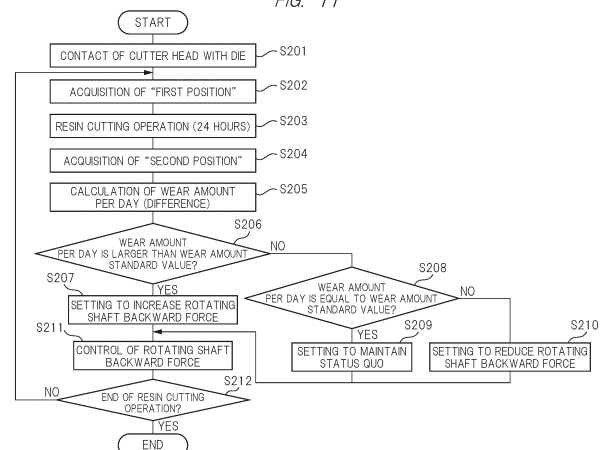 FIG. 11
START
CONTACT OF CUTTER HEAD WITH DIE
S201
ACQUISITION OF “FIRST POSITION”
S202
RESIN CUTTING OPERATION (24 HOURS)
S203
ACQUISITION OF “SECOND POSITION”
S204
CALCULATION OF WEAR AMOUNT
PER DAY (DIFFERENCE)
S205
S206
WEAR AMOUNT
PER DAY IS LARGER THAN WEAR AMOUNT
STANDARD VALUE?
NO
YES
S207
SETTING TO INCREASE ROTATING
SHAFT BACKWARD FORCE
S208
WEAR AMOUNT
PER DAY IS EQUAL TO WEAR AMOUNT
STANDARD VALUE?
NO
YES
S209
SETTING TO MAINTAIN
STATUS QUO
S210
SETTING TO REDUCE ROTATING
SHAFT BACKWARD FORCE
S211
CONTROL OF ROTATING SHAFT
BACKWARD FORCE
S212
END OF RESIN CUTTING
OPERATION?
NO
YES
END